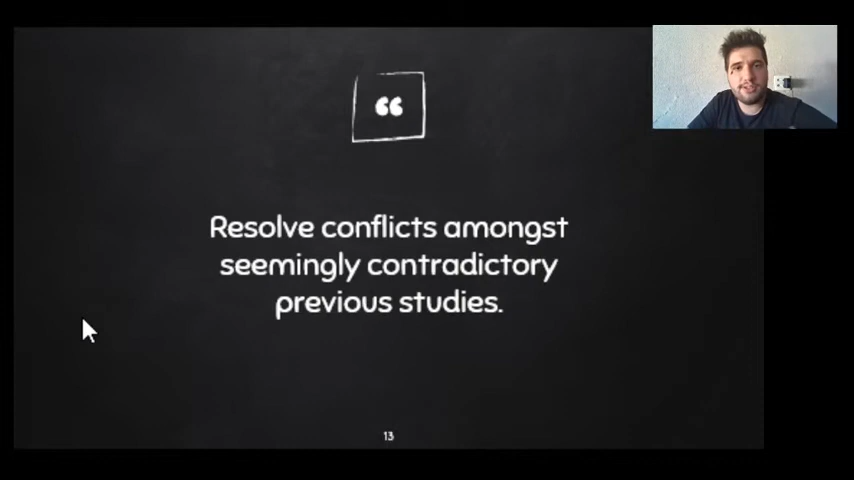 “
Resolve conflicts amongst
seemingly contradictory
previous studies.
13